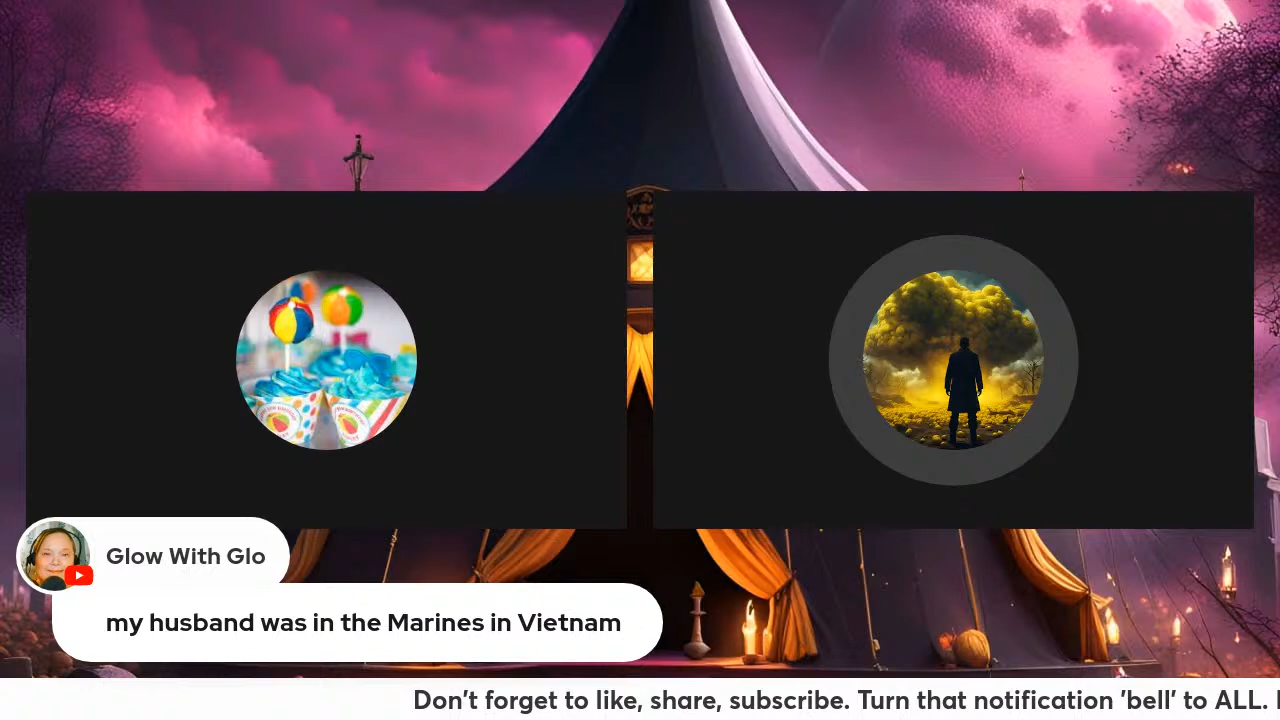 Glow With Glo
my husband was in the Marines in Vietnam
Don't forget to like, share, subscribe. Turn that notification 'bell' to ALL.